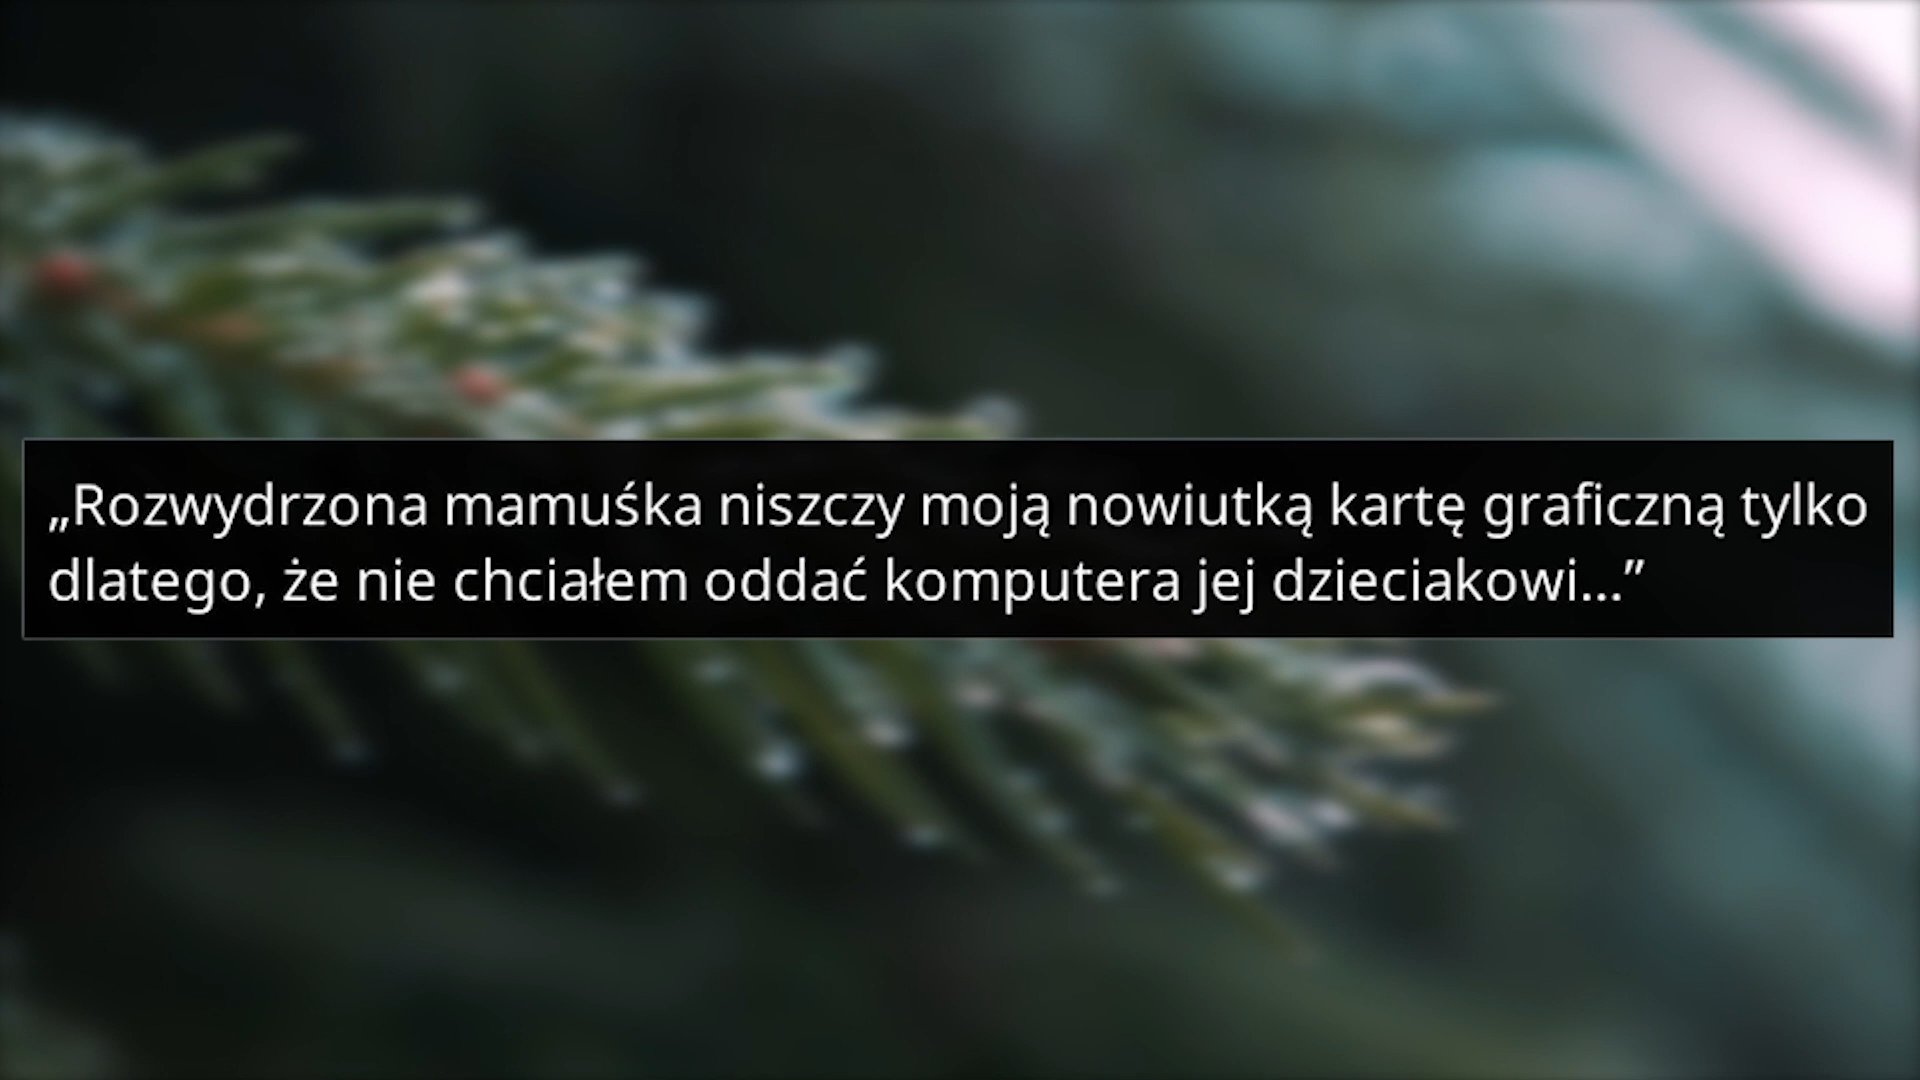 „Rozwydrzona mamuśka niszczy moją nowiutką kartę graficzną tylko
dlatego, że nie chciałem oddać komputera jej dzieciakowi...”